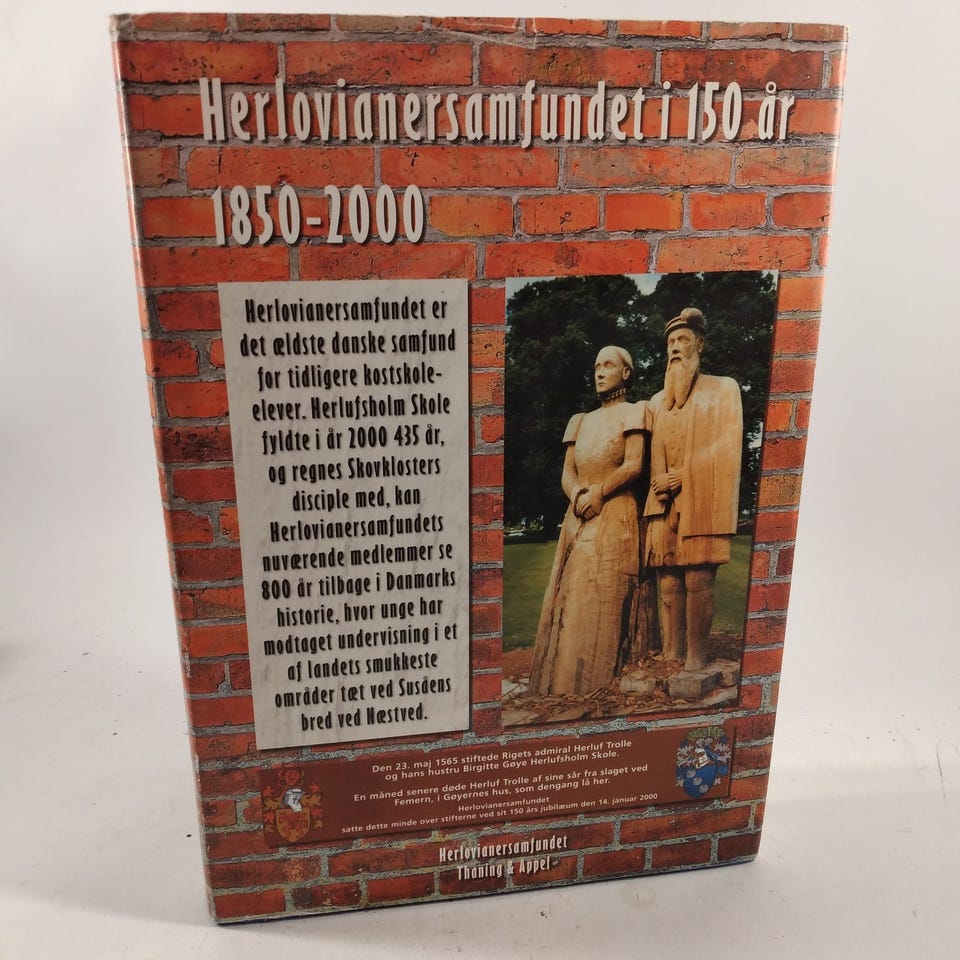 Herlovianersamfundet i 150 år
1850-2000
Herlovianersamfundet er
det ældste danske samfund
for tidligere kostskole-
elever. Herlufsholm Skole
fyldte i år 2000 435 år,
og regnes Skovklosters
disciple med, kan
Herlovianersamfundets
nuværende medlemmer se
800 år tilbage i Danmarks
historie, hvor unge har
modtaget undervisning i et
af landets smukkeste
områder tæt ved Susåens
bred ved Næstved.
Den 23. maj 1565 stiftede Rigets admiral Herluf Trolle
og hans hustru Birgitte Gøye Herlufsholm Skole.
En måned senere døde Herluf Trolle af sine sår fra slaget ved
Femern, i Gøyernes hus, som dengang lå her.
Herlovianersamfundet
satte dette minde over stifterne ved sit 150 års jubilæum den 14. januar 2000
Herlovianersamfundet
Thaning & Appel